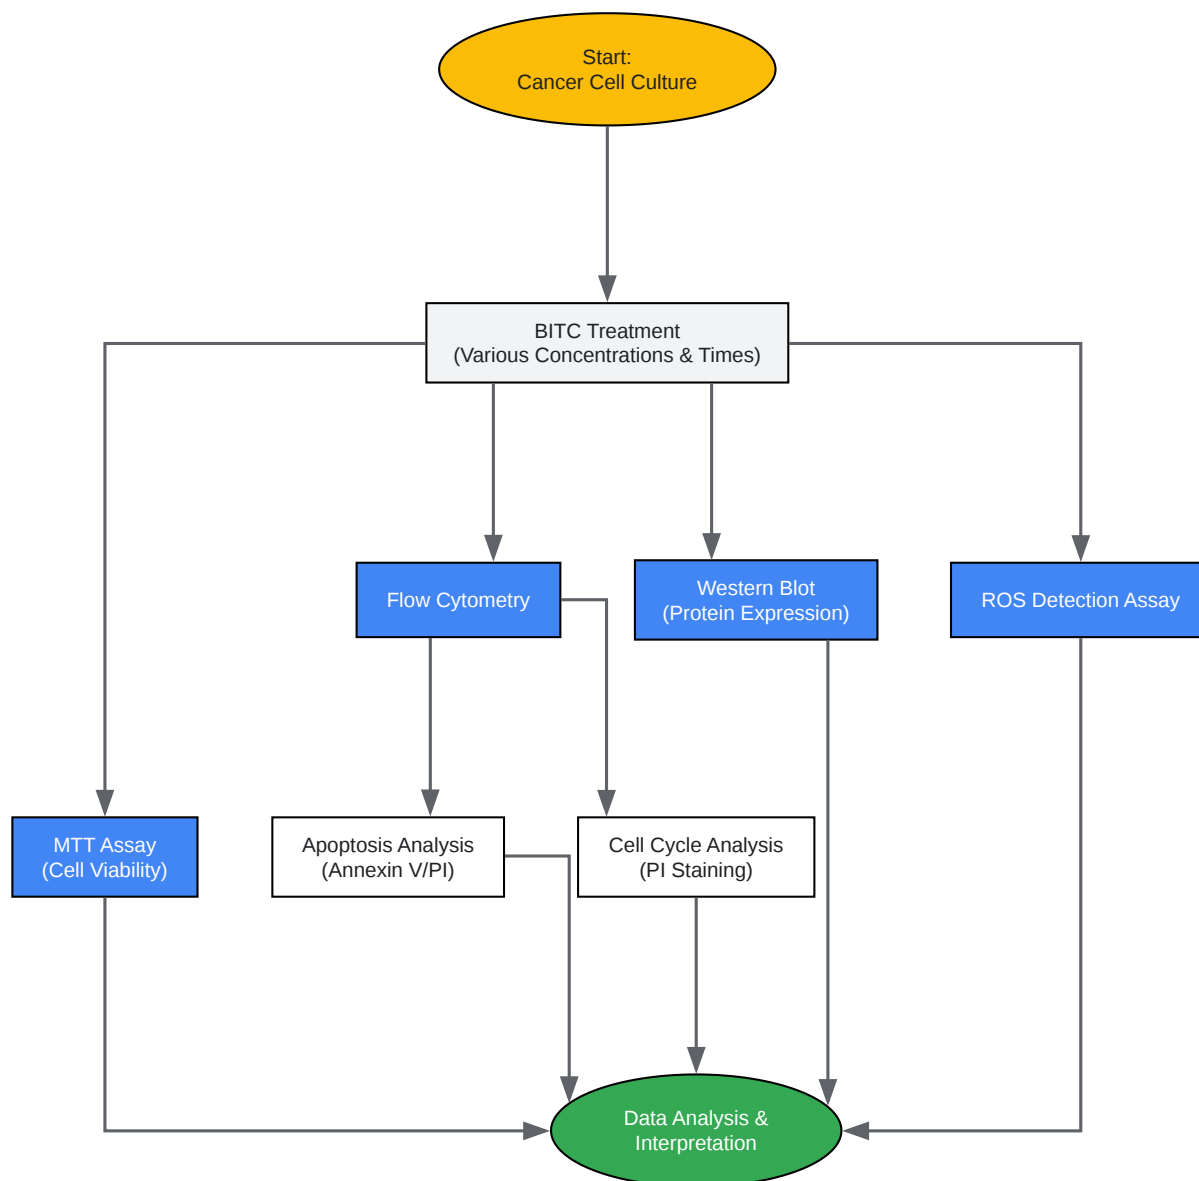 Start:
Cancer Cell Culture
BITC Treatment
(Various Concentrations & Times)
Flow Cytometry
Western Blot
(Protein Expression)
ROS Detection Assay
MTT Assay
(Cell Viability)
Apoptosis Analysis
(Annexin V/PI)
Cell Cycle Analysis
(PI Staining)
Data Analysis &
Interpretation